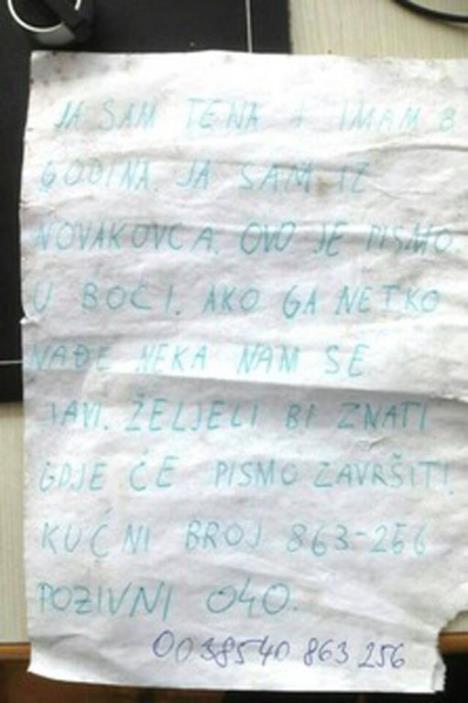 JA SAM TENA I IMAM 8
GODINA. JA SAM IZ
NOVAKOVCA. OVO JE PISMO
U BOCI. AKO GA NETKO
NAĐE NEKA NAM SE
JAVI. ŽELJELI BI ZNATI
GDJE ĆE PISMO ZAVRŠITI!
KUĆNI BROJ 863-256
POZIVNI 040.
0038540 863 256